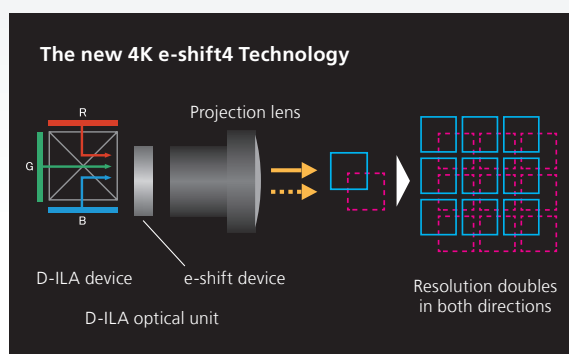 The new 4K e-shift4 Technology
R
Projection lens
G
B
D-ILA device
e-shift device
Resolution doubles
in both directions
D-ILA optical unit